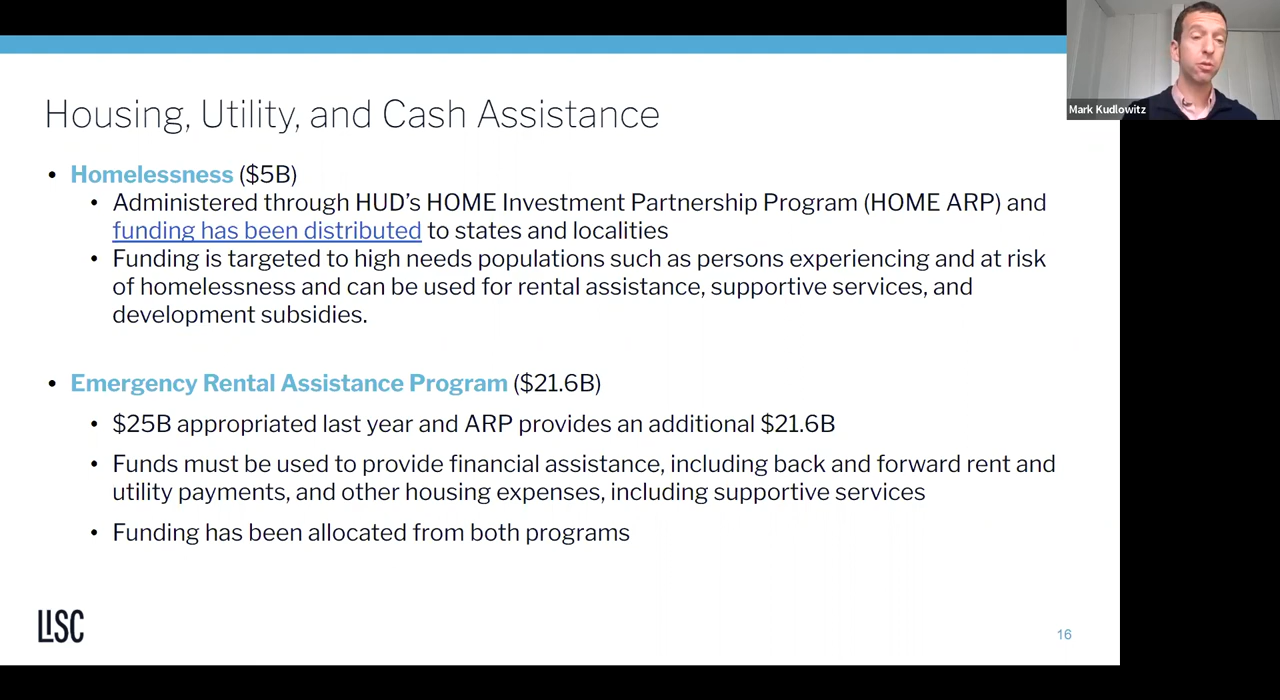 Mark Kudlowitz
Housing, Utility, and Cash Assistance
• Homelessness ($5B)
• Administered through HUD's HOME Investment Partnership Program (HOME ARP) and
funding has been distributed to states and localities
• Funding is targeted to high needs populations such as persons experiencing and at risk
of homelessness and can be used for rental assistance, supportive services, and
development subsidies.
• Emergency Rental Assistance Program ($21.6B)
• $25B appropriated last year and ARP provides an additional $21.6B
• Funds must be used to provide financial assistance, including back and forward rent and
utility payments, and other housing expenses, including supportive services
• Funding has been allocated from both programs
LISC
16